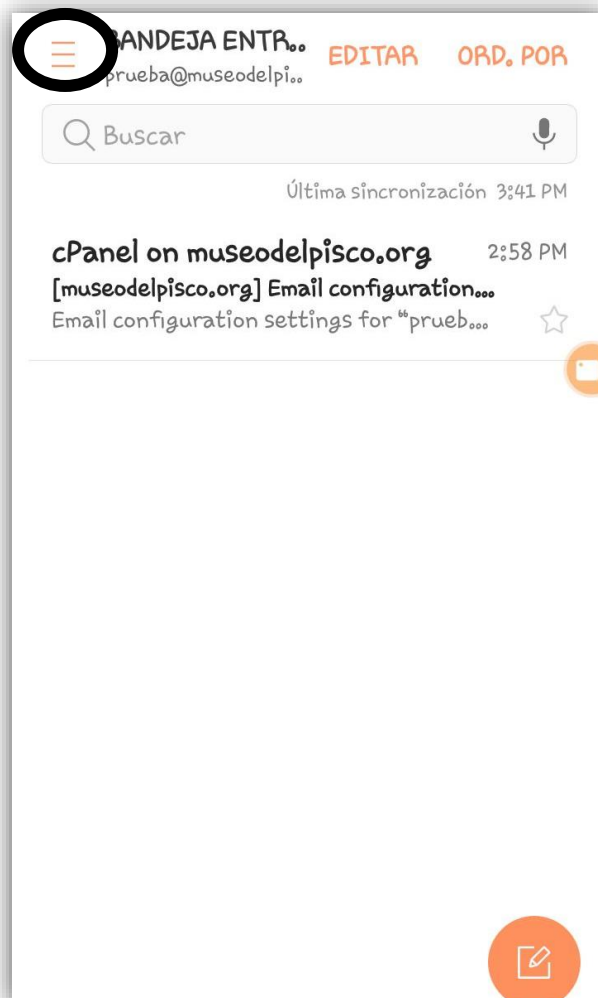 BANDEJA ENTR..
EDITAR
ORD. POR
prueba@museodelpi..
Buscar
Última sincronización 3:41 PM
cPanel on museodelpisco.org 2:58 PM
[museodelpisco.org] Email configuration...
Email configuration settings for “prueb...